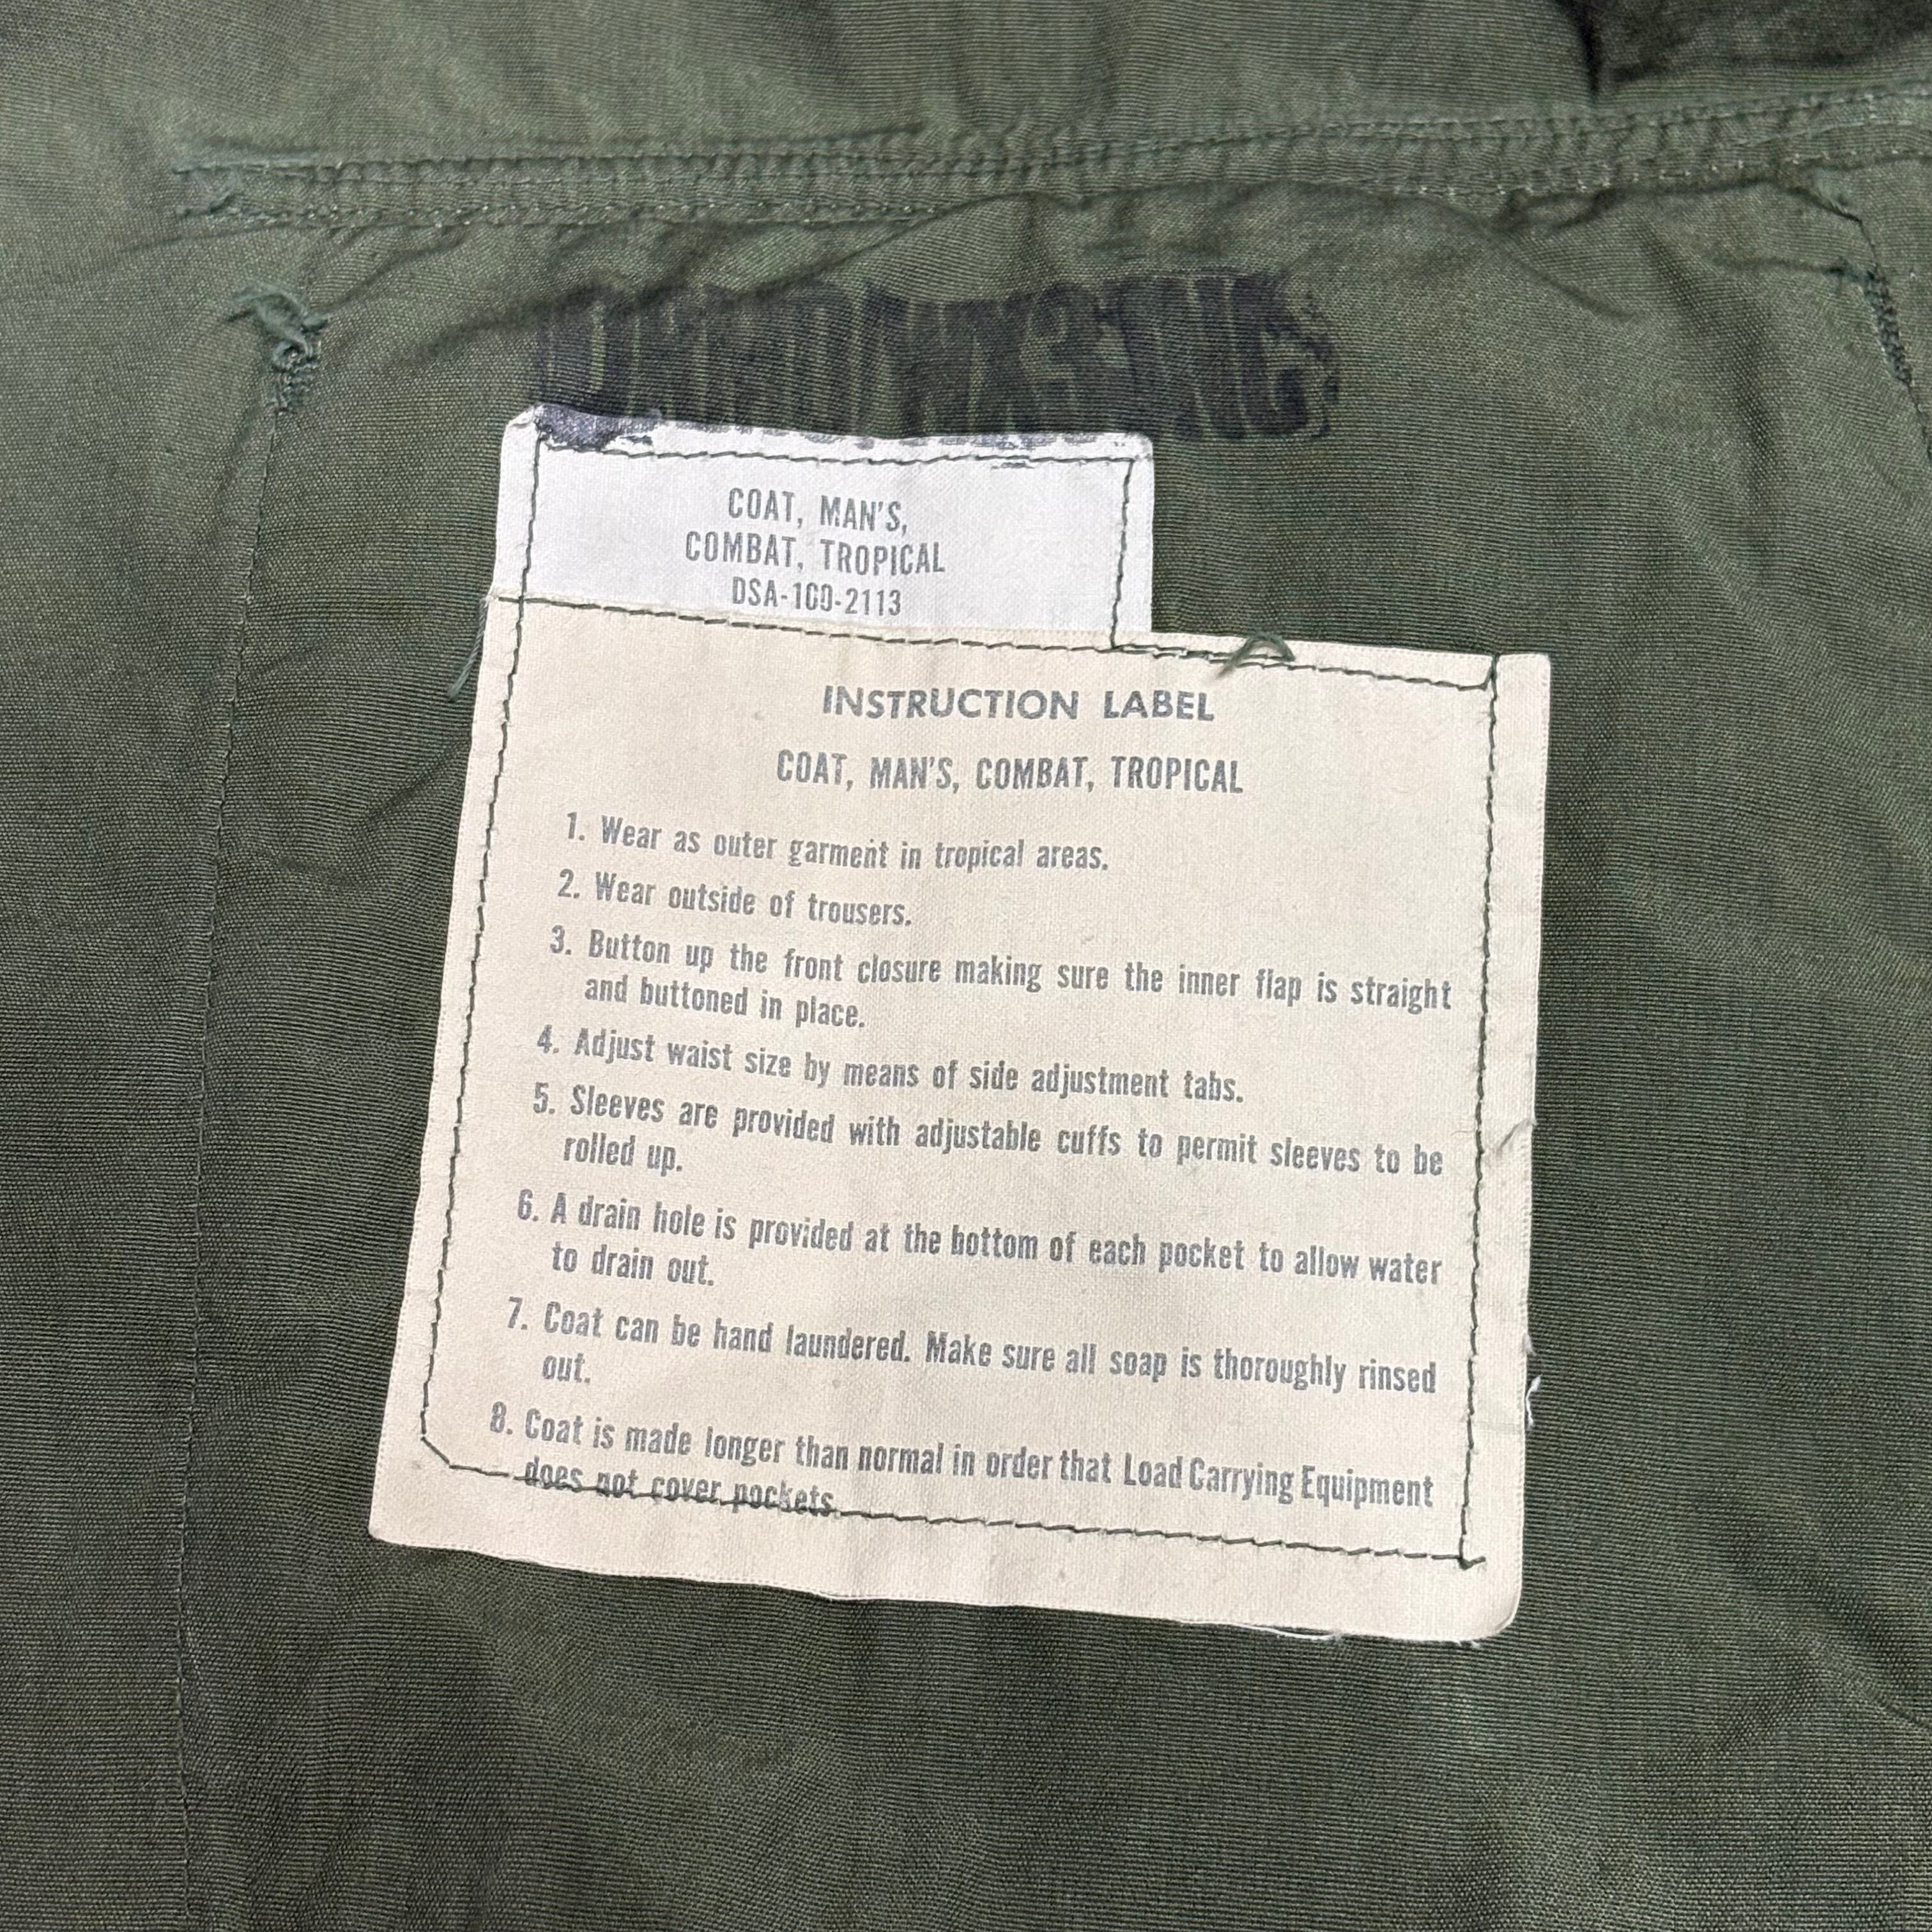 COAT, MAN'S,
COMBAT, TROPICAL
DSA-100-2113
INSTRUCTION LABEL
COAT, MAN'S, COMBAT, TROPICAL
1. Wear as outer garment in tropical areas.
2. Wear outside of trousers.
3. Button up the front closure making sure the inner flap is straight
and buttoned in place.
4. Adjust waist size by means of side adjustment tabs.
5. Sleeves are provided with adjustable cuffs to permit sleeves to be
rolled up.
6. A drain hole is provided at the bottom of each pocket to allow water
to drain out.
7. Coat can be hand laundered. Make sure all soap is thoroughly rinsed
out.
8. Coat is made longer than normal in order that Load Carrying Equipment
does not cover pockets.